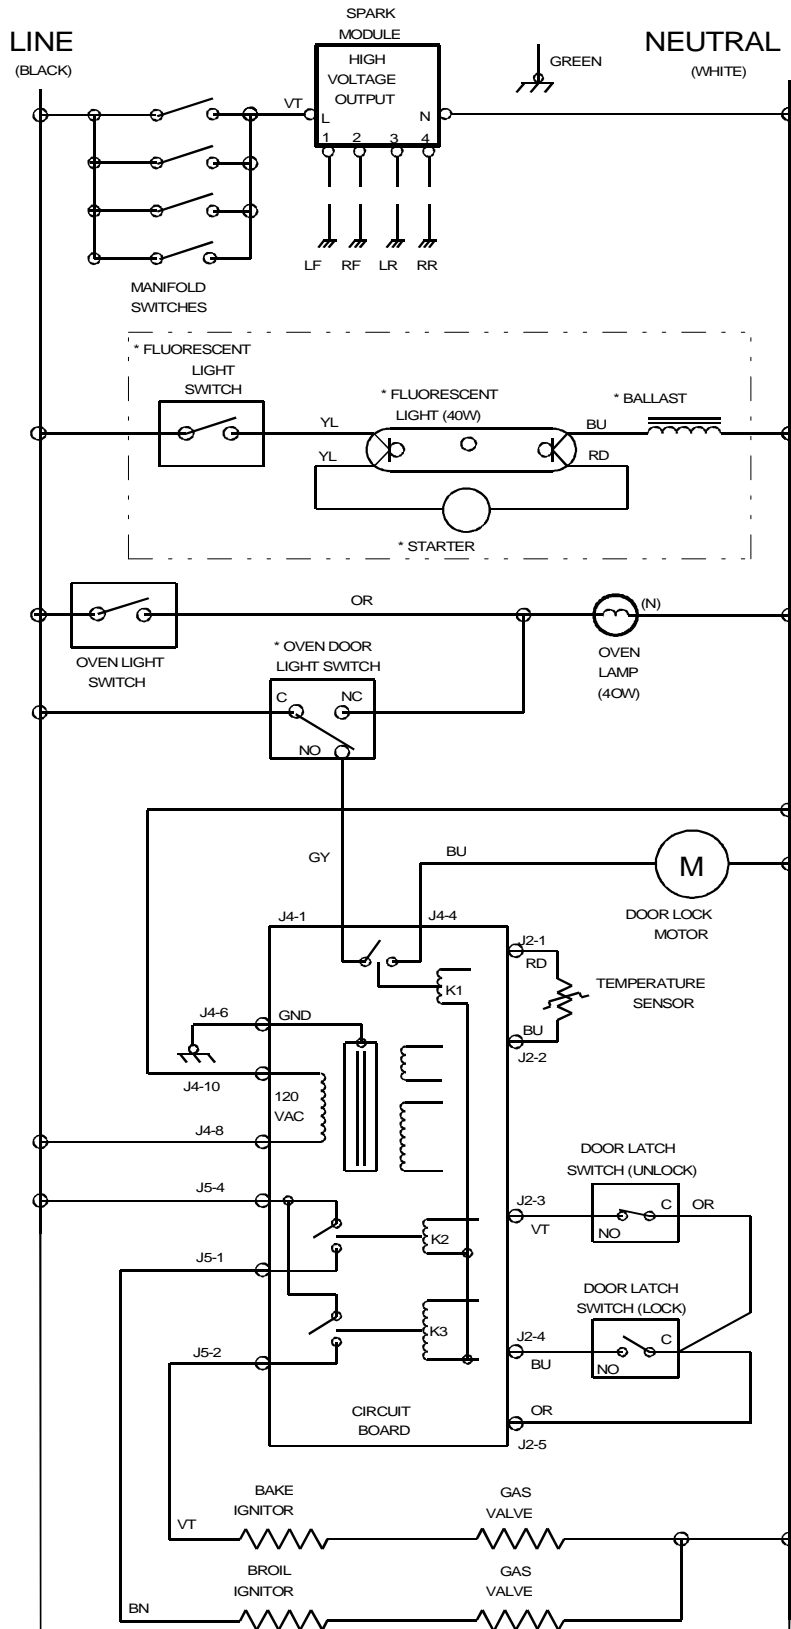 LINE
(BLACK)
SPARK
MODULE
HIGH
VOLTAGE
OUTPUT
GREEN
NEUTRAL
(WHITE)
VT
L
N
1 2 3 4
LF RF LR RR
MANIFOLD
SWITCHES
* FLUORESCENT
LIGHT
SWITCH
* FLUORESCENT
LIGHT (40W)
* BALLAST
YL
BU
YL
RD
* STARTER
OR
(N)
OVEN LIGHT
SWITCH
* OVEN DOOR
LIGHT SWITCH
OVEN
LAMP
(4OW)
C
NC
NO
GY
BU
M
DOOR LOCK
MOTOR
J4-1
J4-4
J2-1
RD
K1
TEMPERATURE
SENSOR
J4-6
GND
BU
J2-2
J4-10
120
VAC
J4-8
DOOR LATCH
SWITCH (UNLOCK)
J5-4
J2-3
VT
C
OR
NO
K2
J5-1
DOOR LATCH
SWITCH (LOCK)
K3
J5-2
J2-4
BU
C
NO
CIRCUIT
BOARD
OR
J2-5
BAKE
IGNITOR
GAS
VALVE
VT
BROIL
IGNITOR
GAS
VALVE
BN